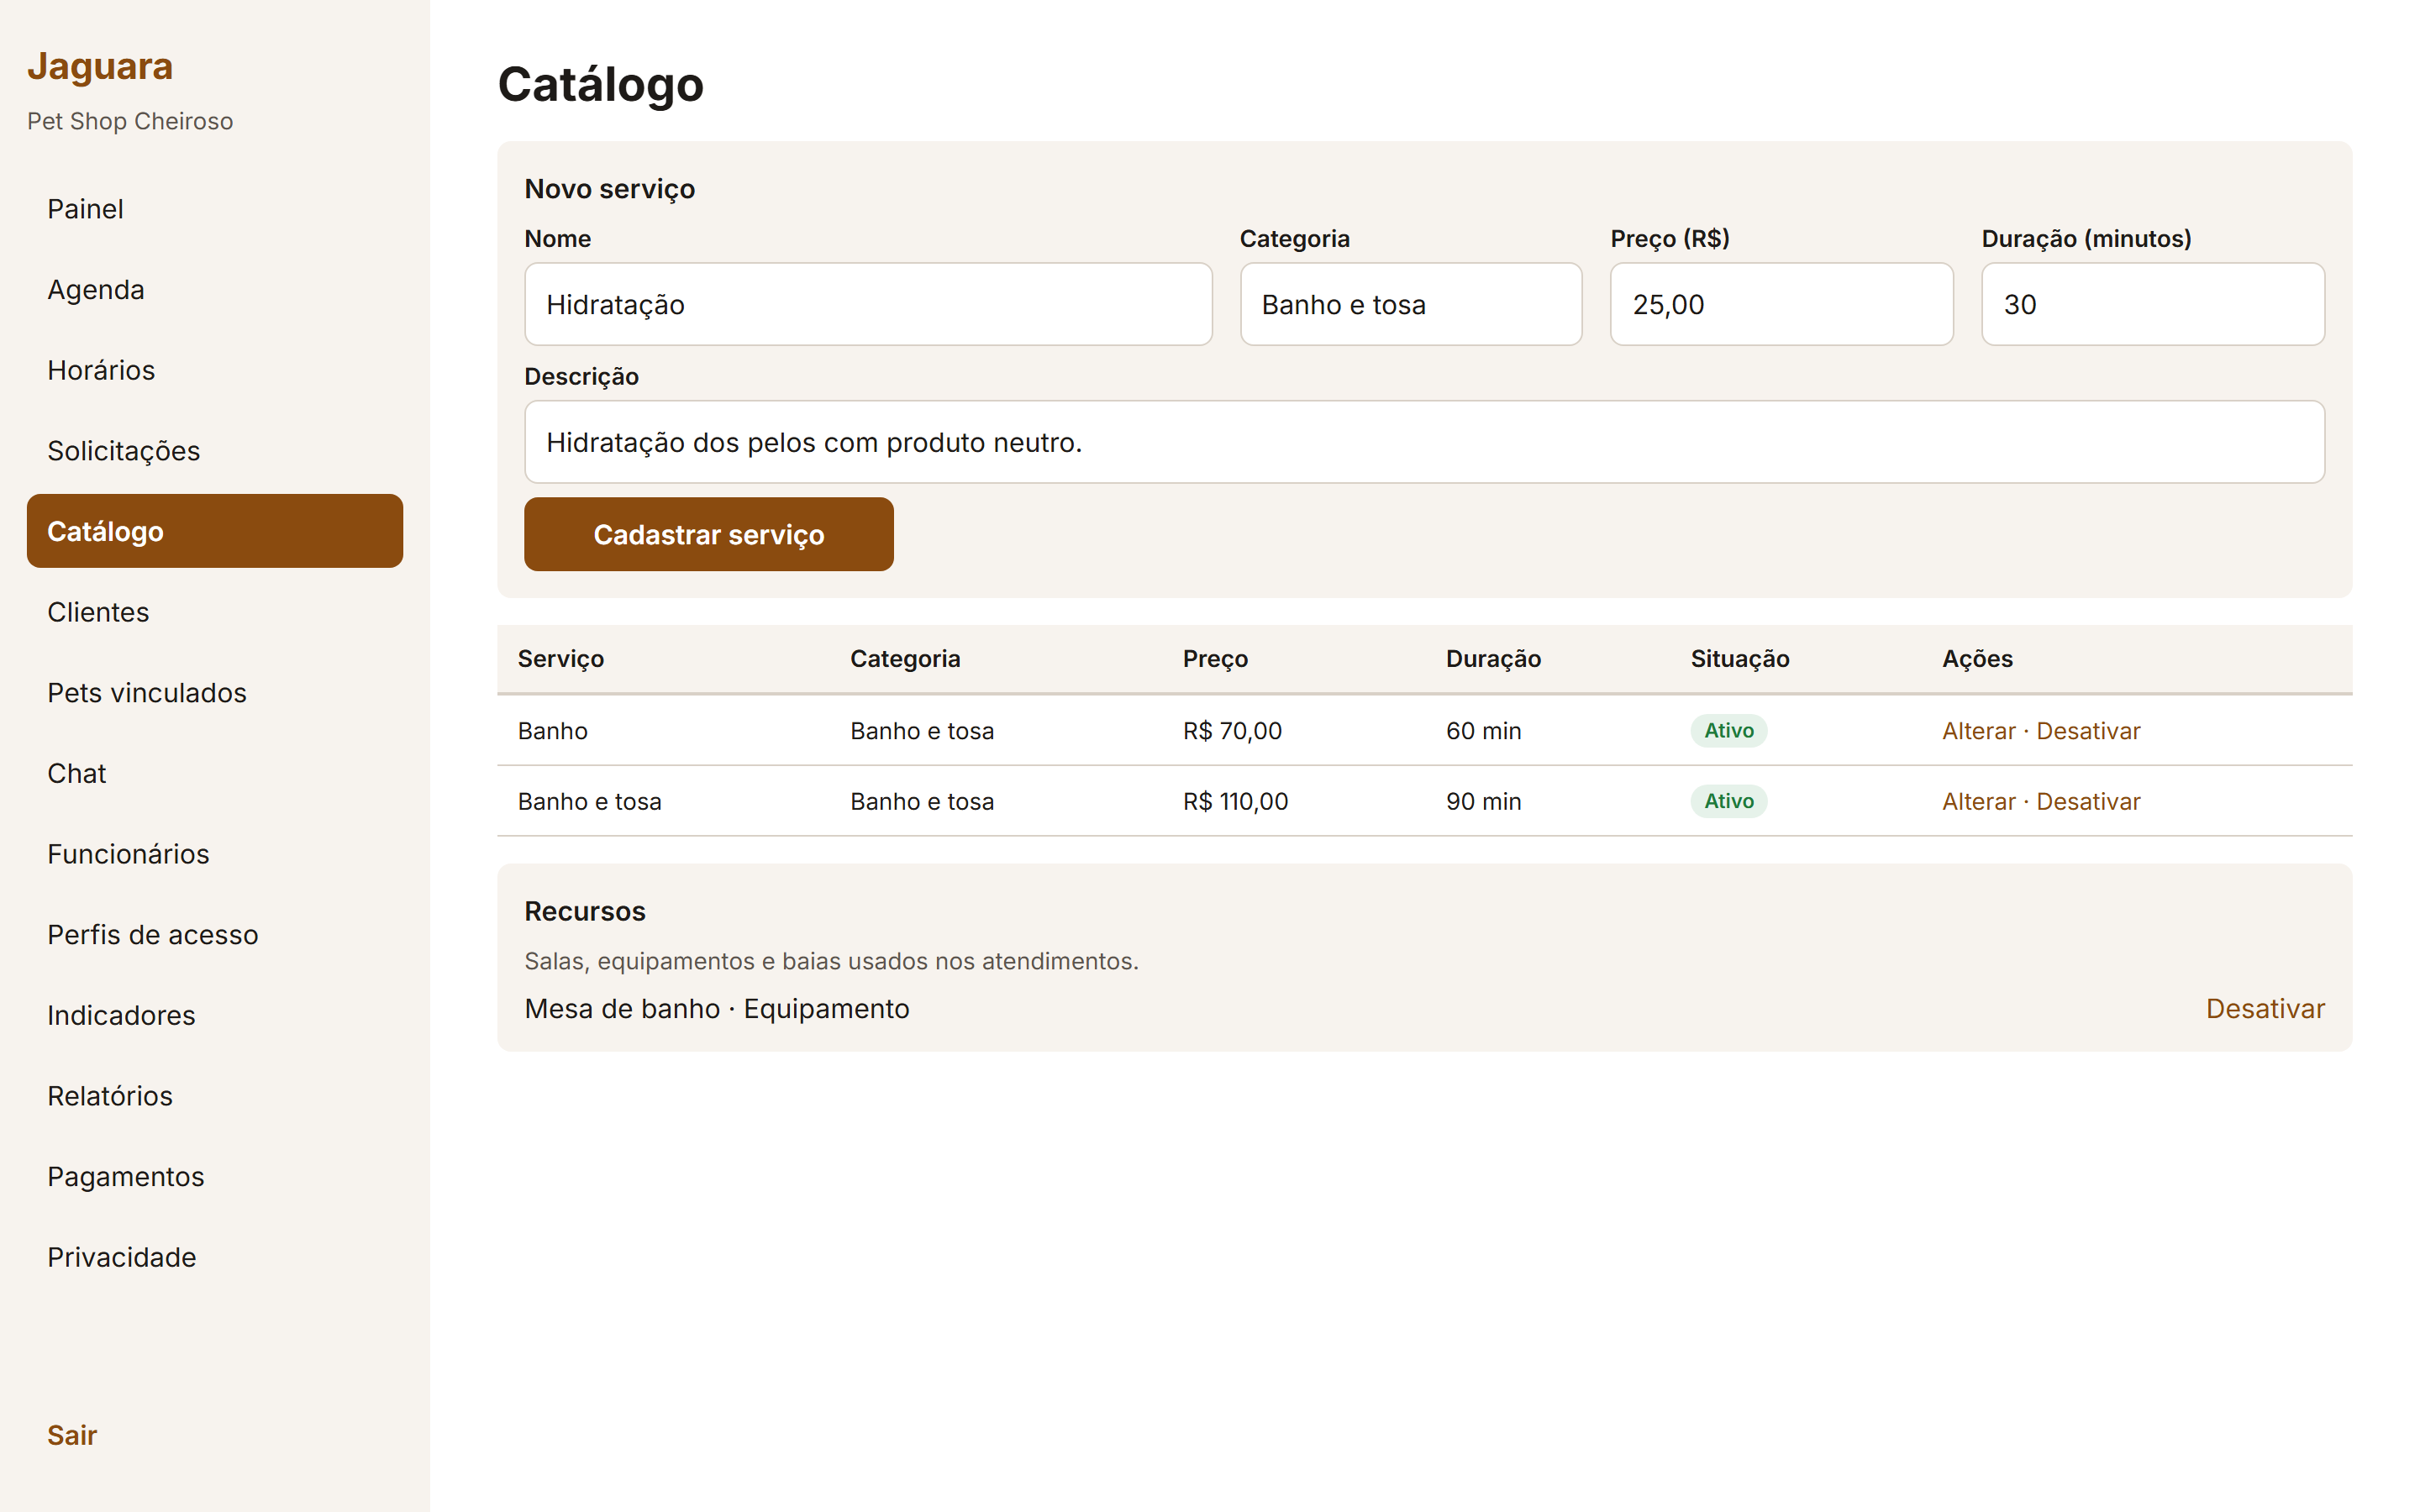 Jaguara
Pet Shop Cheiroso
Painel
Agenda
Horários
Solicitações
Catálogo
Clientes
Pets vinculados
Chat
Funcionários
Perfis de acesso
Indicadores
Relatórios
Pagamentos
Privacidade
Sair
Catálogo
Novo serviço
Nome Categoria Preço (R$) Duração (minutos)
Hidratação Banho e tosa 25,00 30
Descrição
Hidratação dos pelos com produto neutro.
Cadastrar serviço
Serviço Categoria Preço Duração Situação Ações
Banho Banho e tosa R$ 70,00 60 min Ativo Alterar · Desativar
Banho e tosa Banho e tosa R$ 110,00 90 min Ativo Alterar · Desativar
Recursos
Salas, equipamentos e baias usados nos atendimentos.
Mesa de banho · Equipamento Desativar